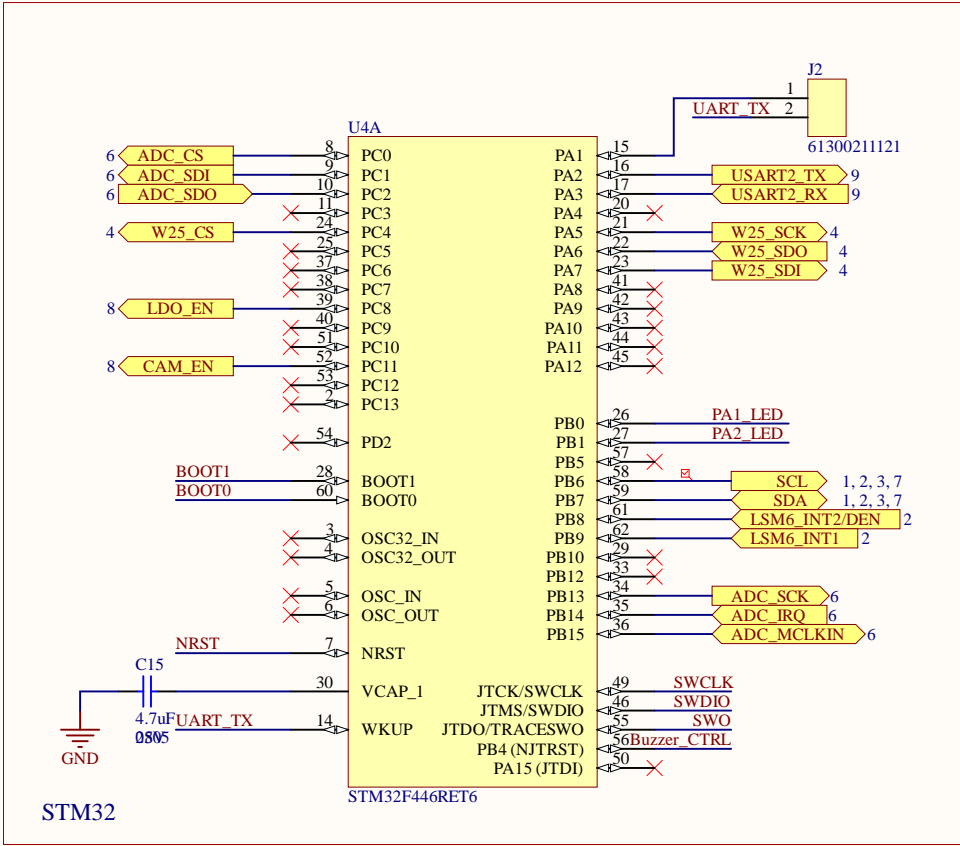 J2
1
UART_TX 2
61300211121
U4A
6 ADC_CS 8 PC0 PA1 15
6 ADC_SDI 9 PC1 PA2 16 USART2_TX 9
6 ADC_SDO 10 PC2 PA3 17 USART2_RX 9
11 PC3 PA4 20
4 W25_CS 24 PC4 PA5 21 W25_SCK 4
25 PC5 PA6 22 W25_SDO 4
37 PC6 PA7 23 W25_SDI 4
38 PC7 PA8 41
8 LDO_EN 39 PC8 PA9 42
40 PC9 PA10 43
51 PC10 PA11 44
8 CAM_EN 52 PC11 PA12 45
53 PC12
2 PC13
PB0 26 PA1_LED
54 PD2 PB1 27 PA2_LED
PB5 57
BOOT1 28 BOOT1 PB6 58 SCL 1, 2, 3, 7
BOOT0 60 BOOT0 PB7 59 SDA 1, 2, 3, 7
PB8 61 LSM6_INT2/DEN 2
3 OSC32_IN PB9 62 LSM6_INT1 2
4 OSC32_OUT PB10 29
PB12 33
5 OSC_IN PB13 34 ADC_SCK 6
6 OSC_OUT PB14 35 ADC_IRQ 6
PB15 36 ADC_MCLKIN 6
NRST 7 NRST
C15
30 VCAP_1 JTCK/SWCLK 49 SWCLK
4.7uF JTMS/SWDIO 46 SWDIO
UART_TX 14 WKUP JTDO/TRACESWO 55 SWO
PB4 (NJTRST) 56 Buzzer_CTRL
GND PA15 (JTDI) 50
STM32F446RET6
STM32